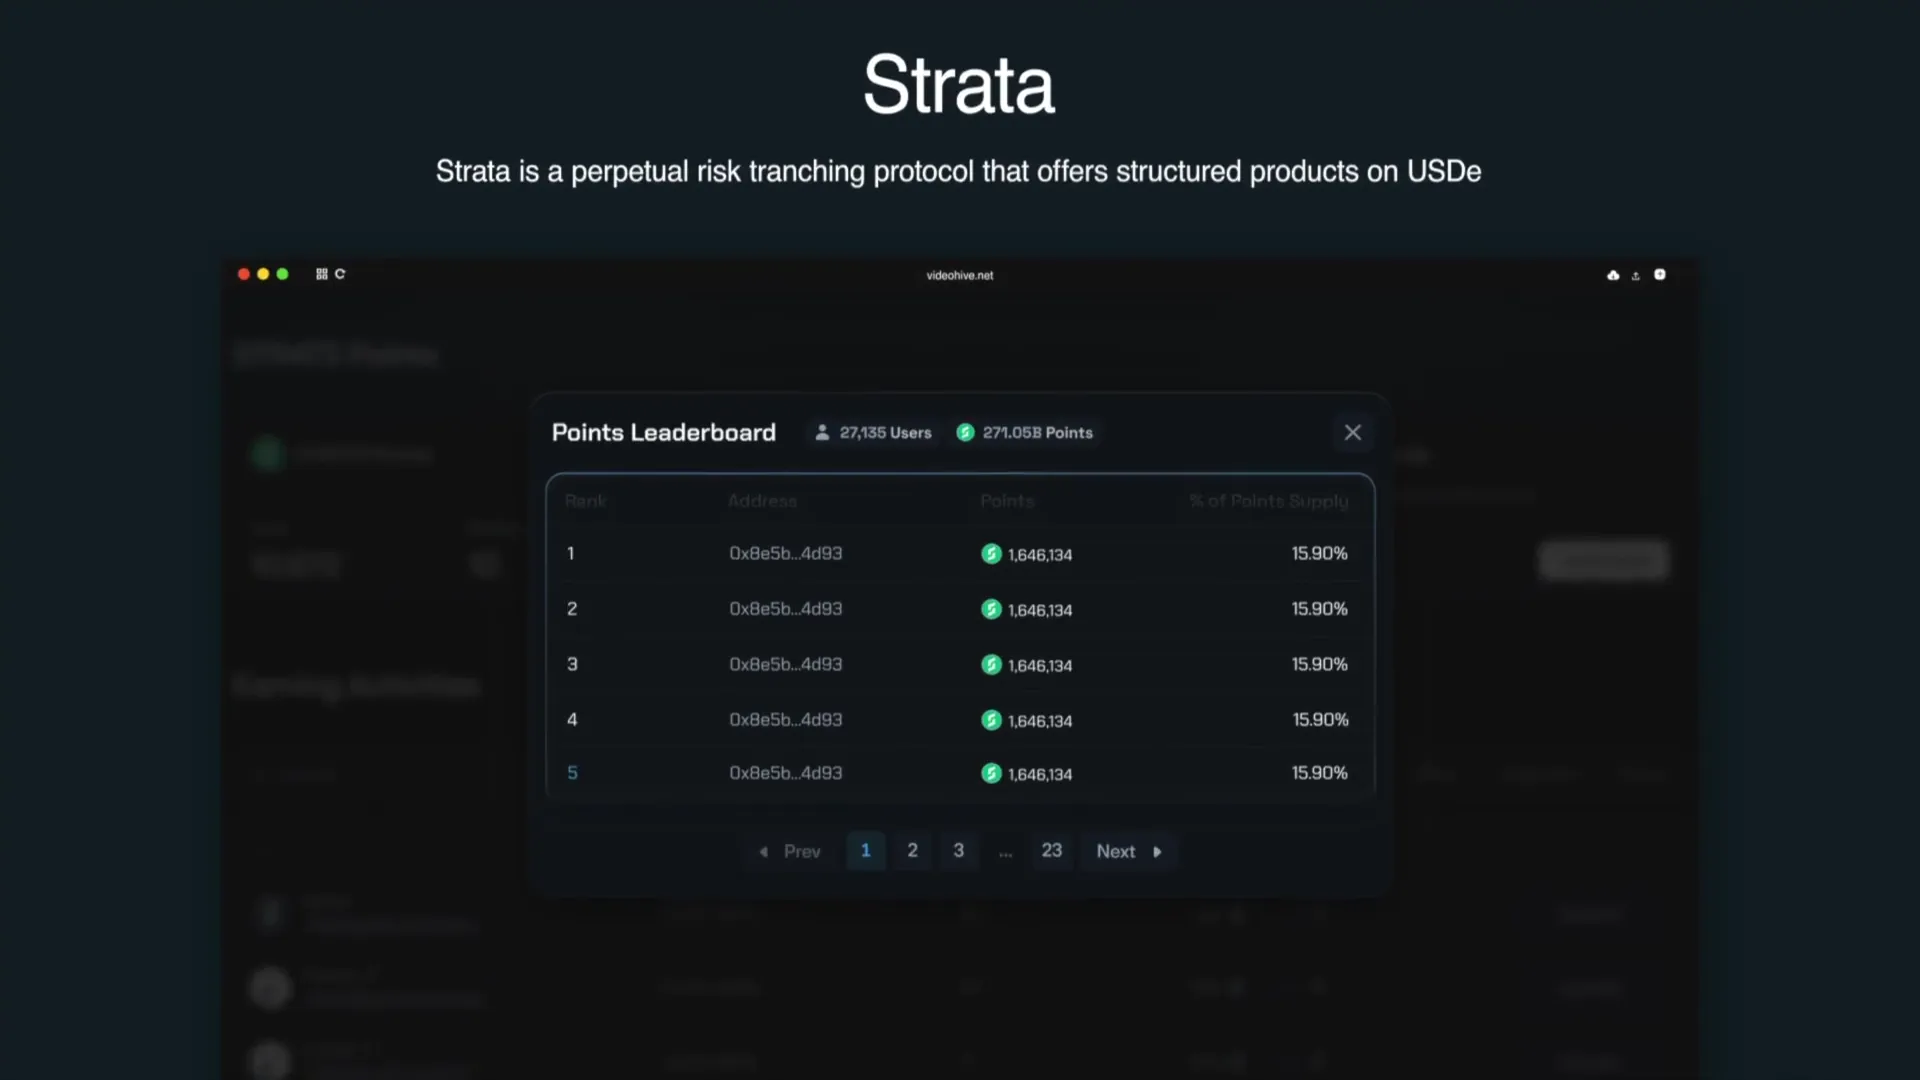 Strata
Strata is a perpetual risk tranching protocol that offers structured products on USDe
videohive.net
Points Leaderboard 27,135 Users 271.05B Points
Rank Address Points % of Points Supply
1 0x8e5b...4d93 1,646,134 15.90%
2 0x8e5b...4d93 1,646,134 15.90%
3 0x8e5b...4d93 1,646,134 15.90%
4 0x8e5b...4d93 1,646,134 15.90%
5 0x8e5b...4d93 1,646,134 15.90%
Prev 1 2 3 ... 23 Next